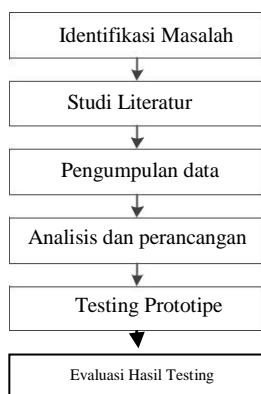 Identifikasi Masalah
Studi Literatur
Pengumpulan data
Analisis dan perancangan
Testing Prototipe
Evaluasi Hasil Testing